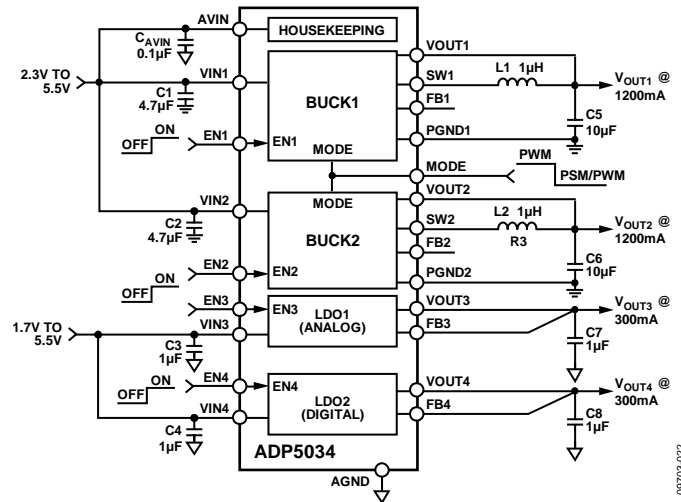 AVIN
HOUSEKEEPING
C_AVIN
0.1µF
VOUT1
2.3V TO
5.5V
VIN1
SW1
L1 1µH
V_OUT1 @
1200mA
C1
4.7µF
BUCK1
FB1
C5
10µF
ON
OFF
EN1
EN1
PGND1
MODE
MODE
PWM
PSM/PWM
VIN2
MODE
VOUT2
C2
4.7µF
BUCK2
SW2
L2 1µH
R3
V_OUT2 @
1200mA
FB2
C6
10µF
EN2
EN2
PGND2
ON
OFF
EN3
EN3
LDO1
(ANALOG)
VOUT3
V_OUT3 @
300mA
1.7V TO
5.5V
VIN3
FB3
C3
1µF
C7
1µF
ON
OFF
EN4
EN4
LDO2
(DIGITAL)
VOUT4
V_OUT4 @
300mA
VIN4
FB4
C4
1µF
C8
1µF
ADP5034
AGND
09703-022